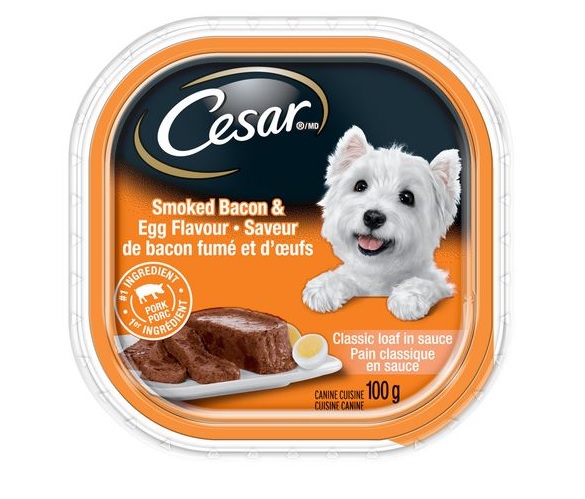 Cesar®/MD
Smoked Bacon &
Egg Flavour • Saveur
de bacon fumé et d'œufs
#1 INGREDIENT
PORK
PORC
1er INGRÉDIENT
Classic loaf in sauce
Pain classique
en sauce
CANINE CUISINE 100 g
CUISINE CANINE